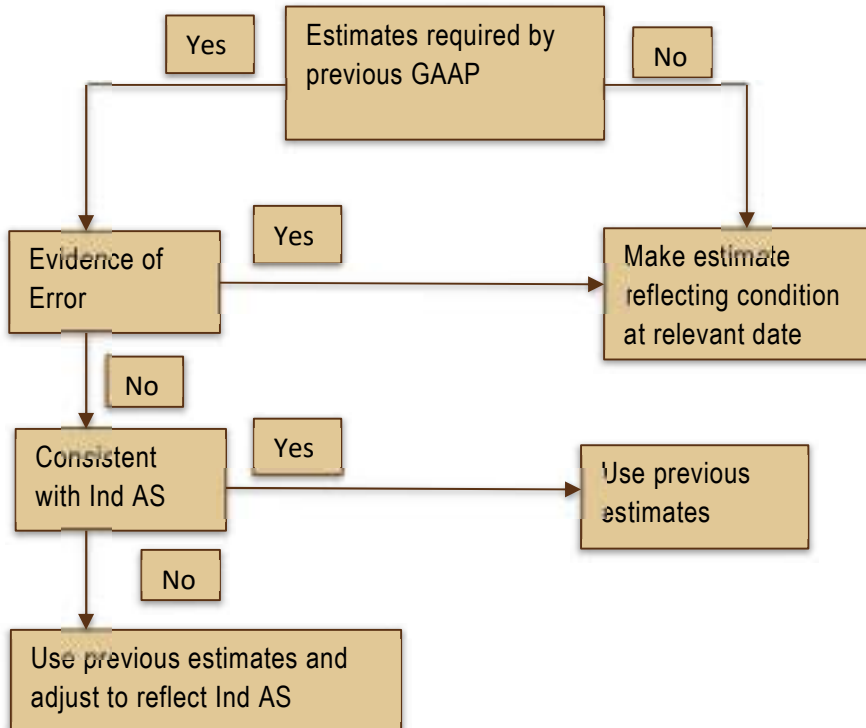 Yes
Estimates required by
previous GAAP
No
Evidence of
Error
Yes
Make estimate
reflecting condition
at relevant date
No
Consistent
with Ind AS
Yes
Use previous
estimates
No
Use previous estimates and
adjust to reflect Ind AS